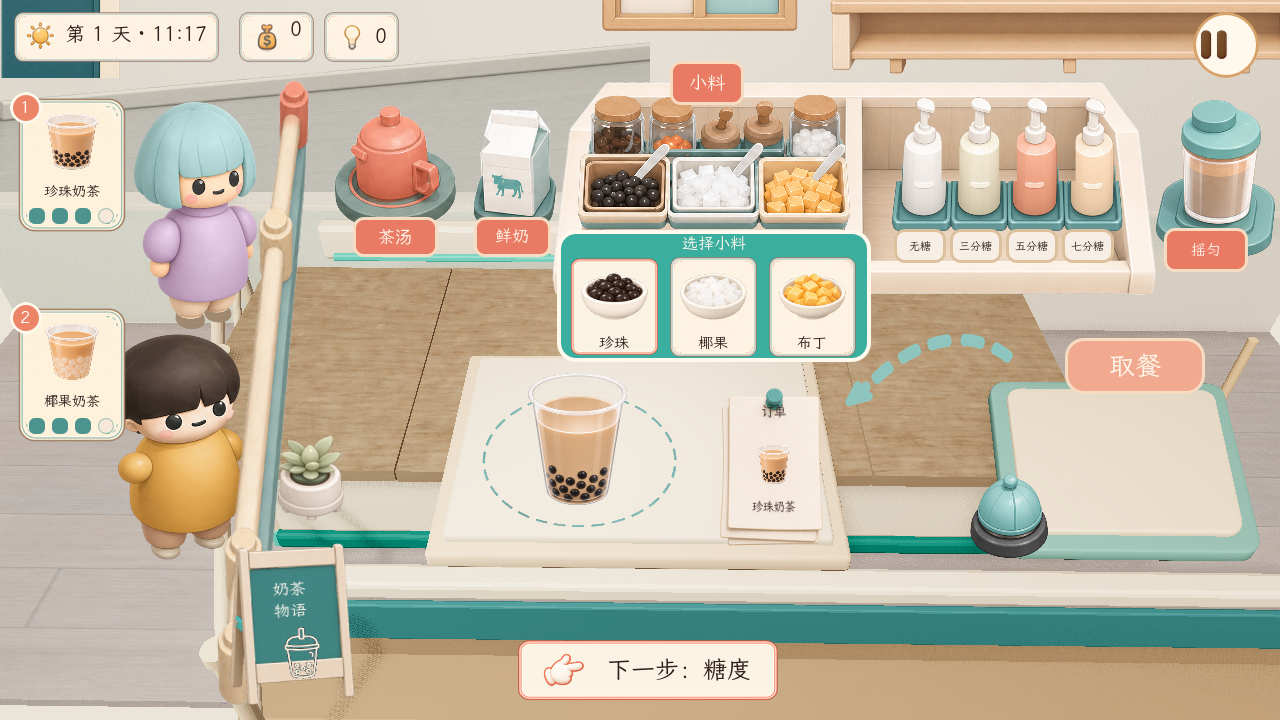 第 1 天・11:17
0
0
1
珍珠奶茶
2
椰果奶茶
茶汤
鲜奶
小料
无糖
三分糖
五分糖
七分糖
摇匀
选择小料
珍珠
椰果
布丁
取餐
订单
珍珠奶茶
奶茶
物语
下一步: 糖度